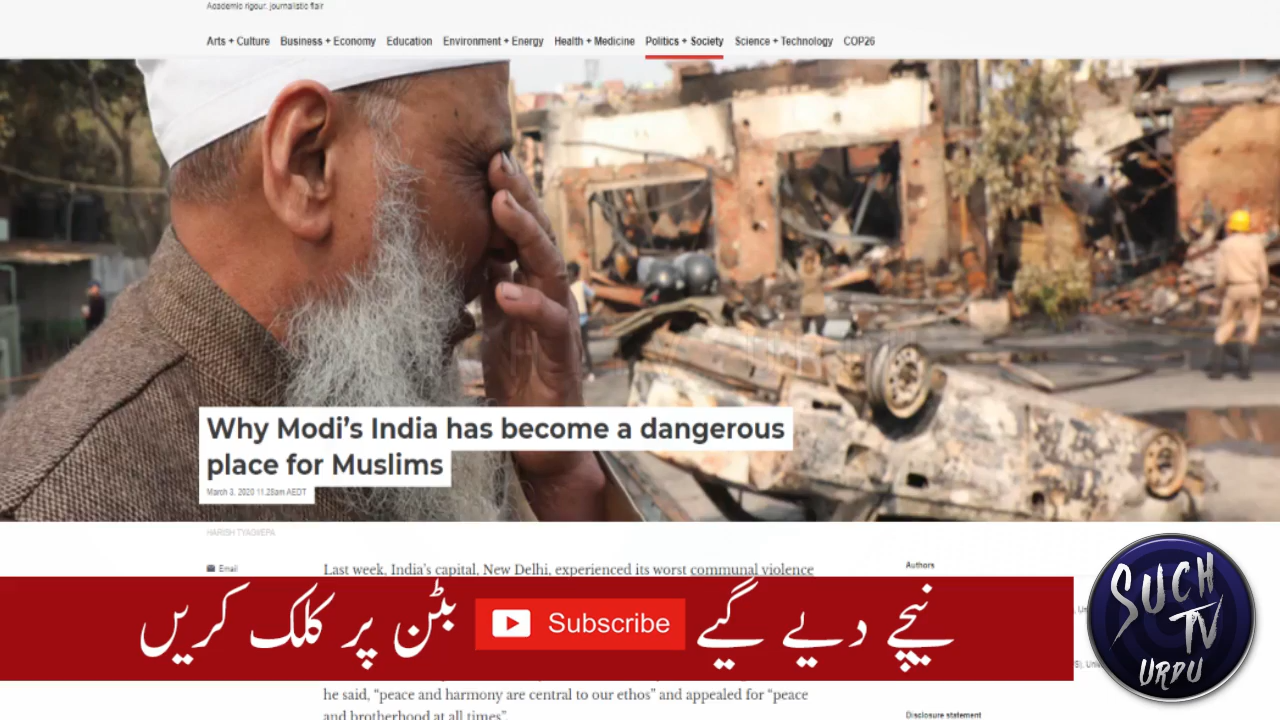 Academic rigour, journalistic flair
Arts + Culture Business + Economy Education Environment + Energy Health + Medicine Politics + Society Science + Technology COP26
Why Modi's India has become a dangerous
place for Muslims
March 3, 2020 11.28am AEDT
Email
Last week, India's capital, New Delhi, experienced its worst communal violence
Authors
نیچے دیے گیے Subscribe بٹن پر کلک کریں
SUCH
TV
URDU
he said, "peace and harmony are central to our ethos" and appealed for "peace
and brotherhood at all times".
Disclosure statement